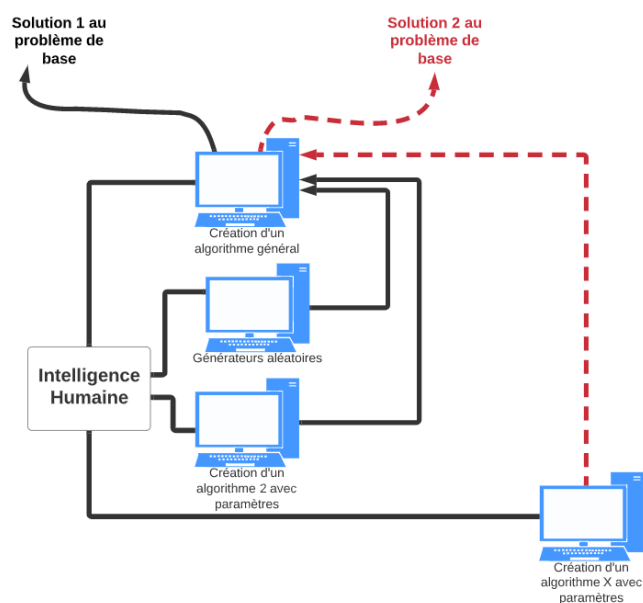 Solution 1 au
problème de
base
Solution 2 au
problème de
base
Création d'un
algorithme général
Générateurs aléatoires
Intelligence
Humaine
Création d'un
algorithme 2 avec
paramètres
Création d'un
algorithme X avec
paramètres